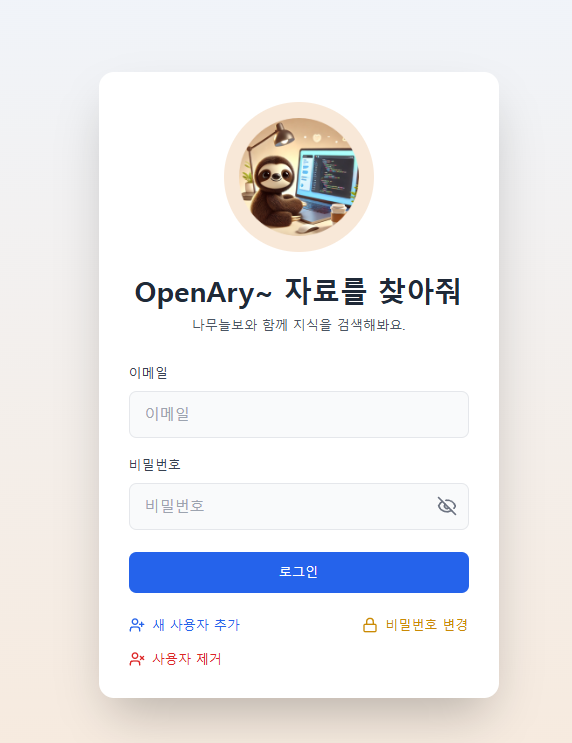 OpenAry~ 자료를 찾아줘
나무늘보와 함께 지식을 검색해봐요.
이메일
이메일
비밀번호
비밀번호
로그인
새 사용자 추가
비밀번호 변경
사용자 제거